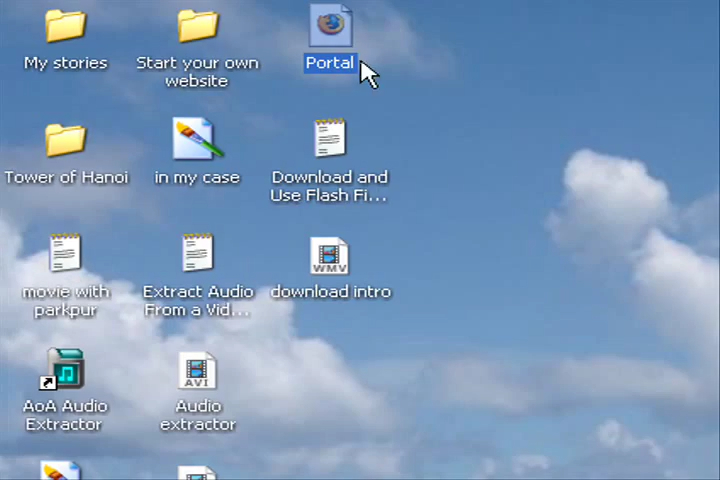 My stories
Start your own
website
Portal
Tower of Hanoi
in my case
Download and
Use Flash Fi...
movie with
parkpur
Extract Audio
From a Vid...
WMV
download intro
AoA Audio
Extractor
AVI
Audio
extractor